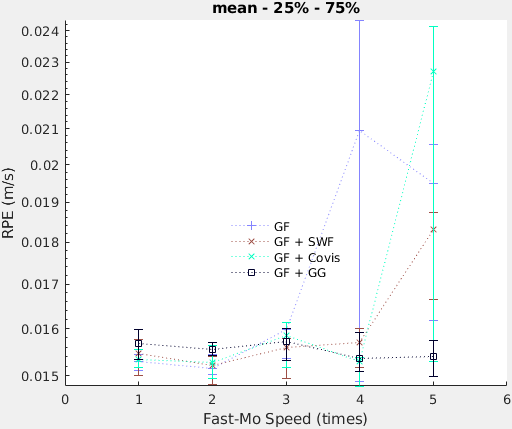 mean - 25% - 75%
0.024
0.023
0.022
0.021
0.02
0.019
0.018
0.017
0.016
0.015
RPE (m/s)
GF
GF + SWF
GF + Covis
GF + GG
0 1 2 3 4 5 6
Fast-Mo Speed (times)